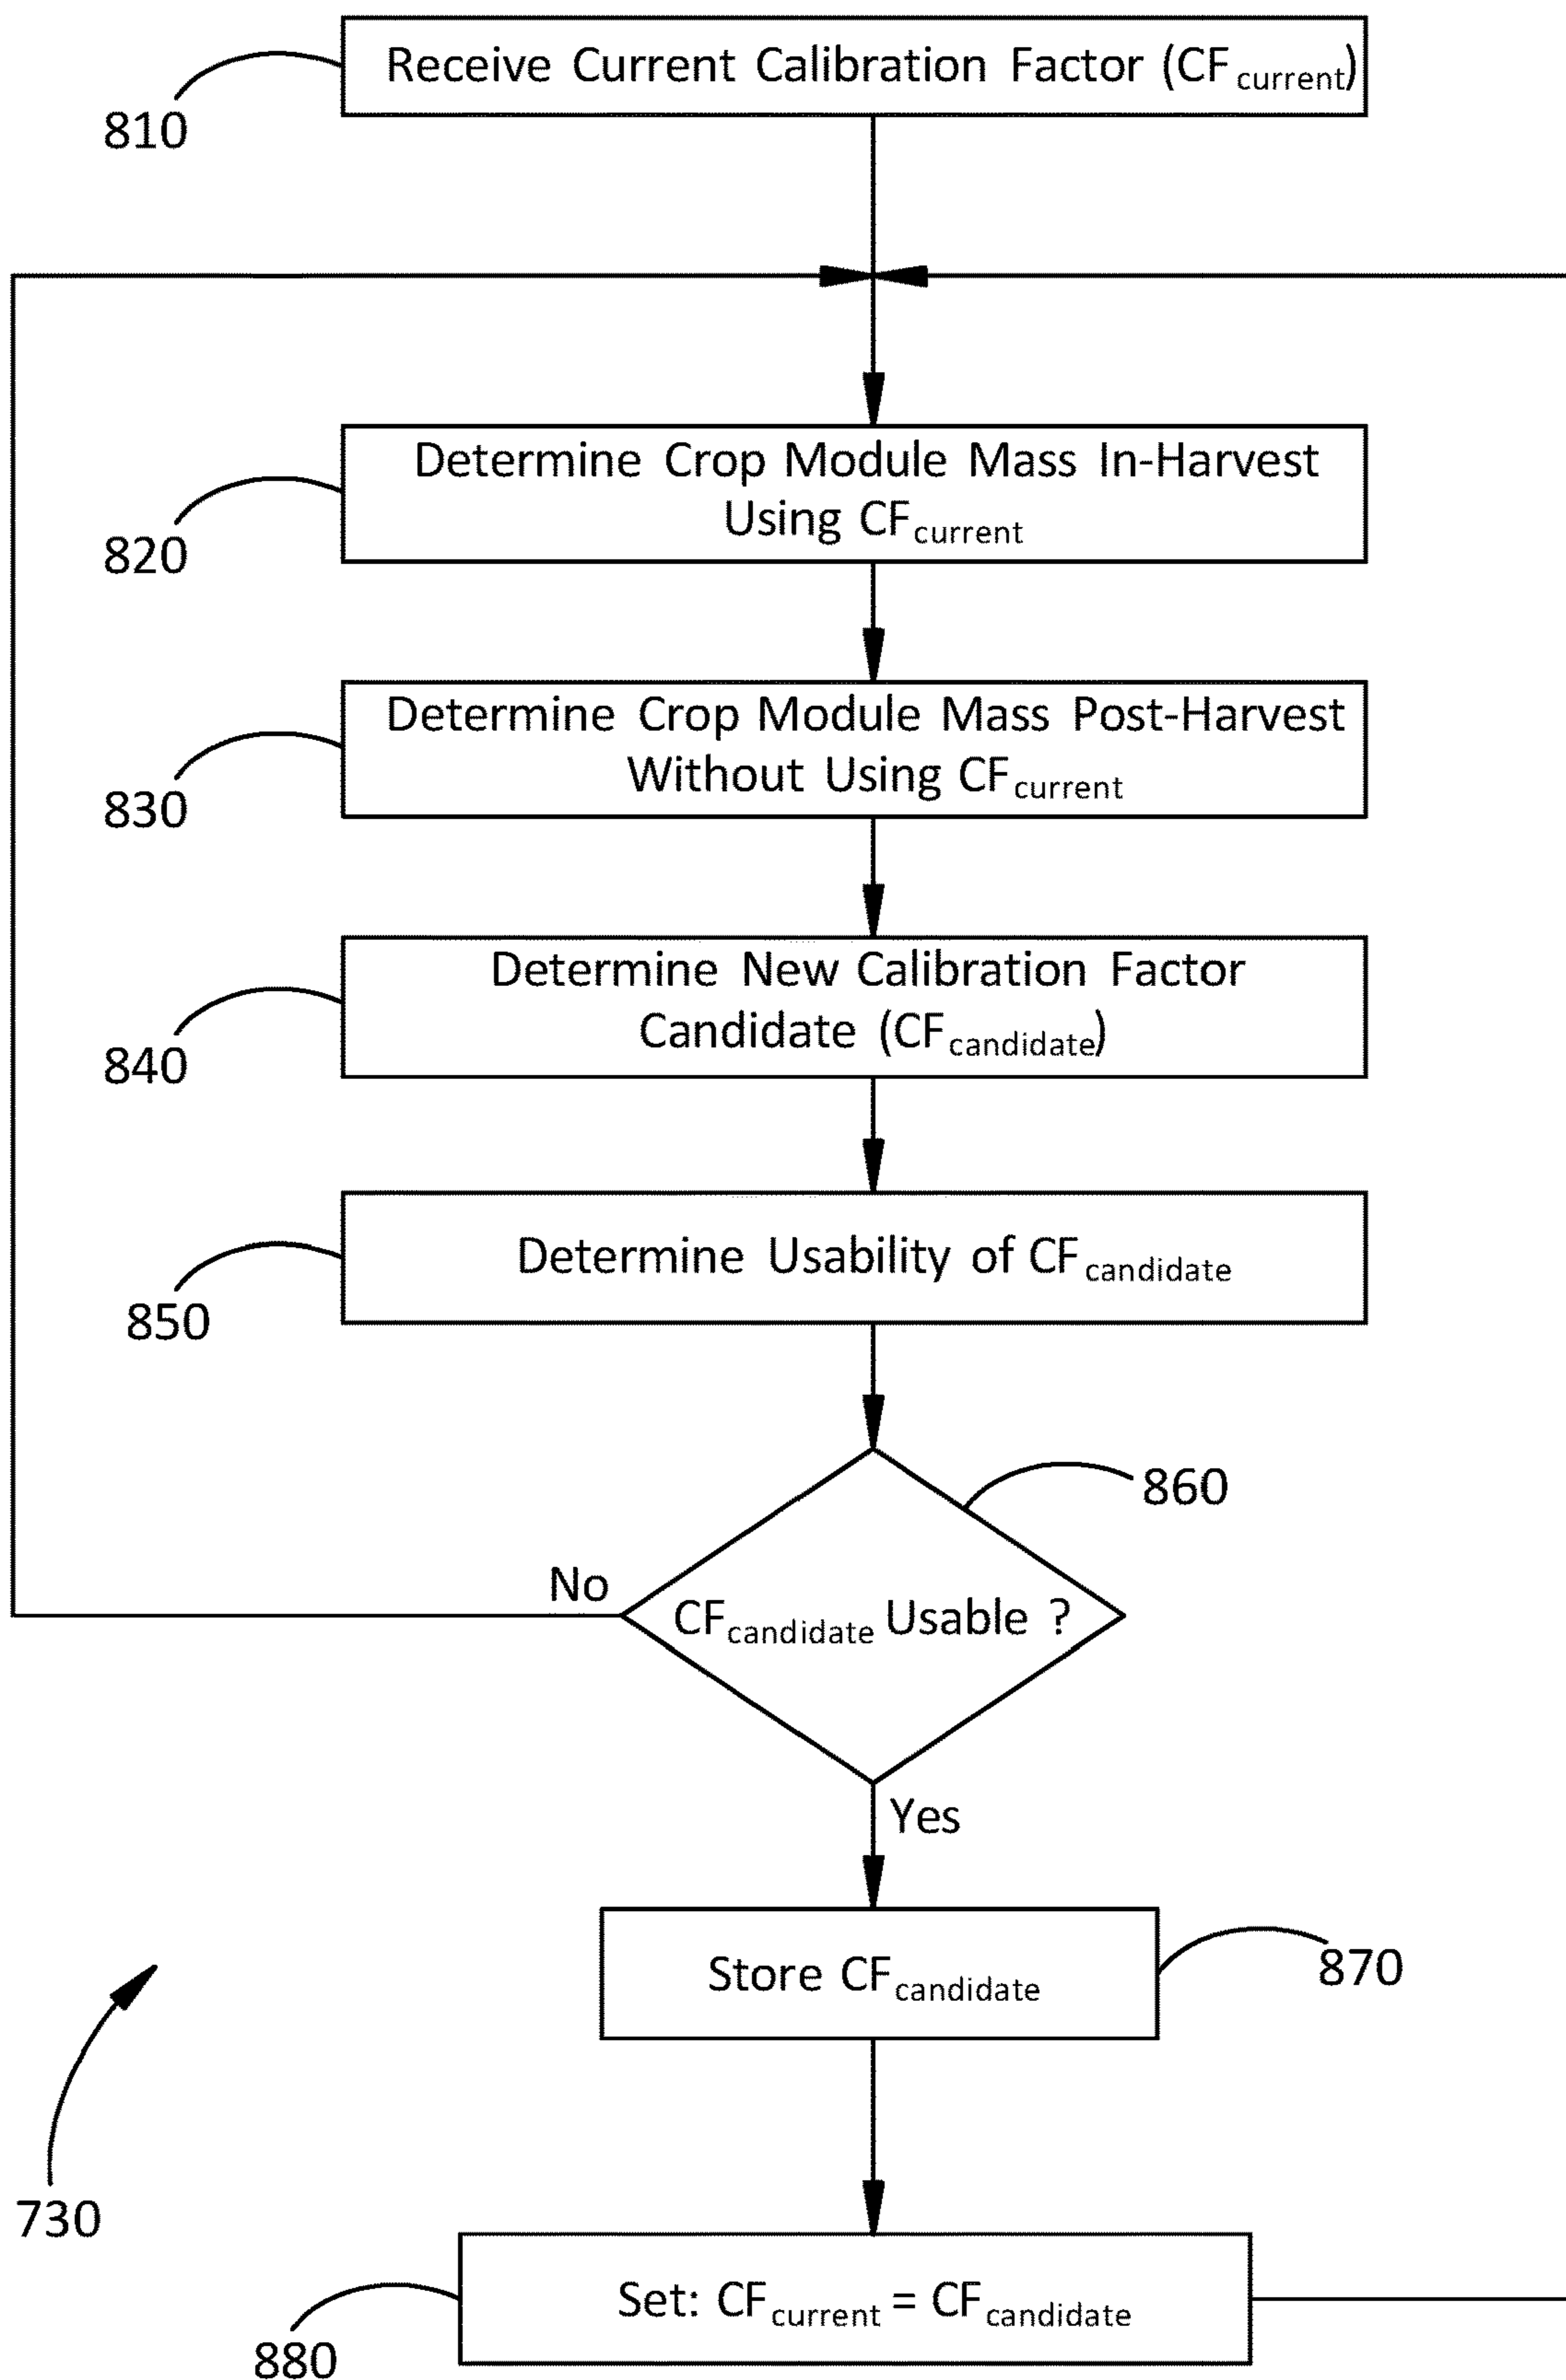 Receive Current Calibration Factor (CFcurrent)
810
Determine Crop Module Mass In-Harvest
Using CFcurrent
820
Determine Crop Module Mass Post-Harvest
Without Using CFcurrent
830
Determine New Calibration Factor
Candidate (CFcandidate)
840
Determine Usability of CFcandidate
850
860
No
CFcandidate Usable ?
Yes
Store CFcandidate
870
730
Set: CFcurrent = CFcandidate
880